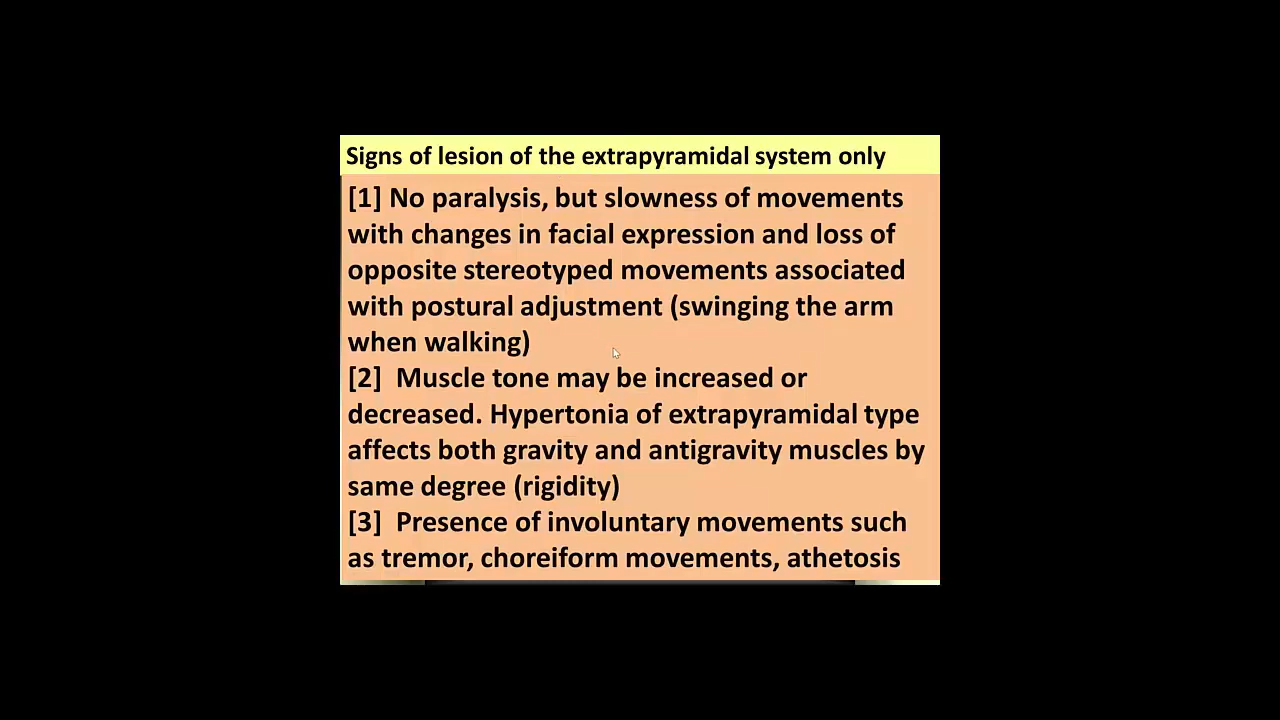 Signs of lesion of the extrapyramidal system only
[1] No paralysis, but slowness of movements
with changes in facial expression and loss of
opposite stereotyped movements associated
with postural adjustment (swinging the arm
when walking)
[2]  Muscle tone may be increased or
decreased. Hypertonia of extrapyramidal type
affects both gravity and antigravity muscles by
same degree (rigidity)
[3]  Presence of involuntary movements such
as tremor, choreiform movements, athetosis